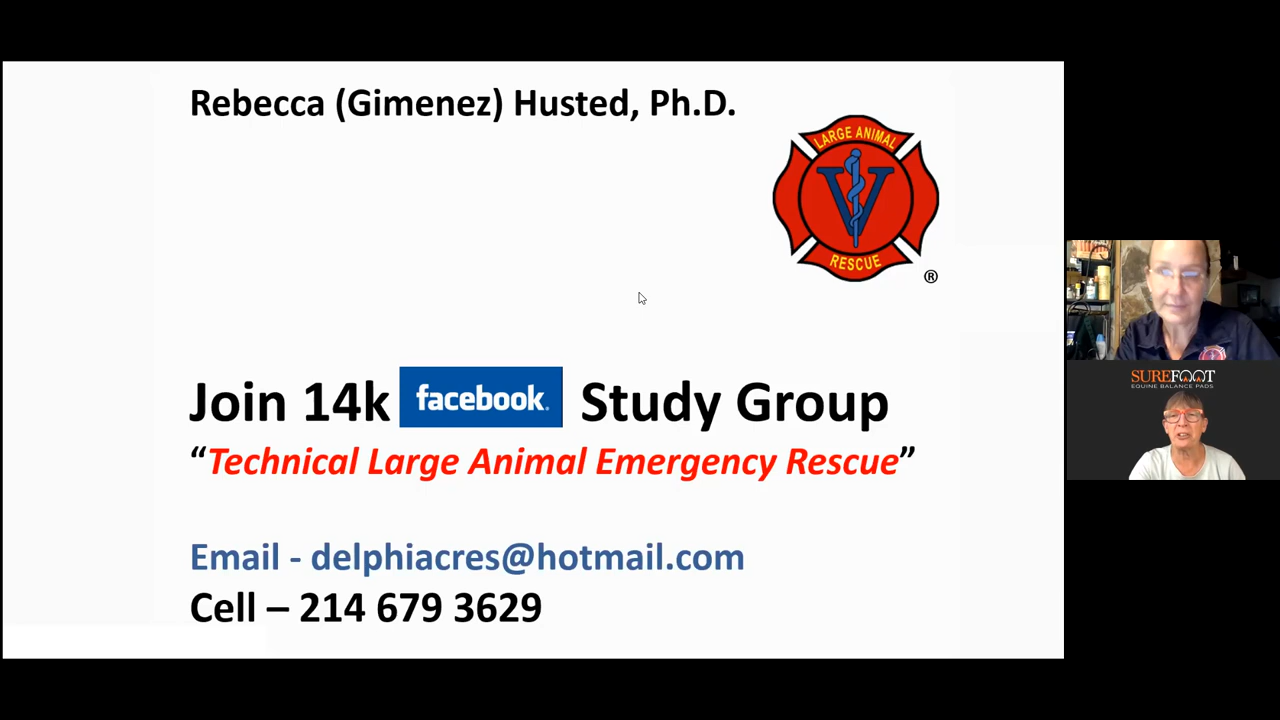 Rebecca (Gimenez) Husted, Ph.D.
LARGE ANIMAL
V
RESCUE
®
Join 14k facebook® Study Group
“Technical Large Animal Emergency Rescue”
Email - delphiacres@hotmail.com
Cell – 214 679 3629
SUREFOOT
EQUINE BALANCE PADS